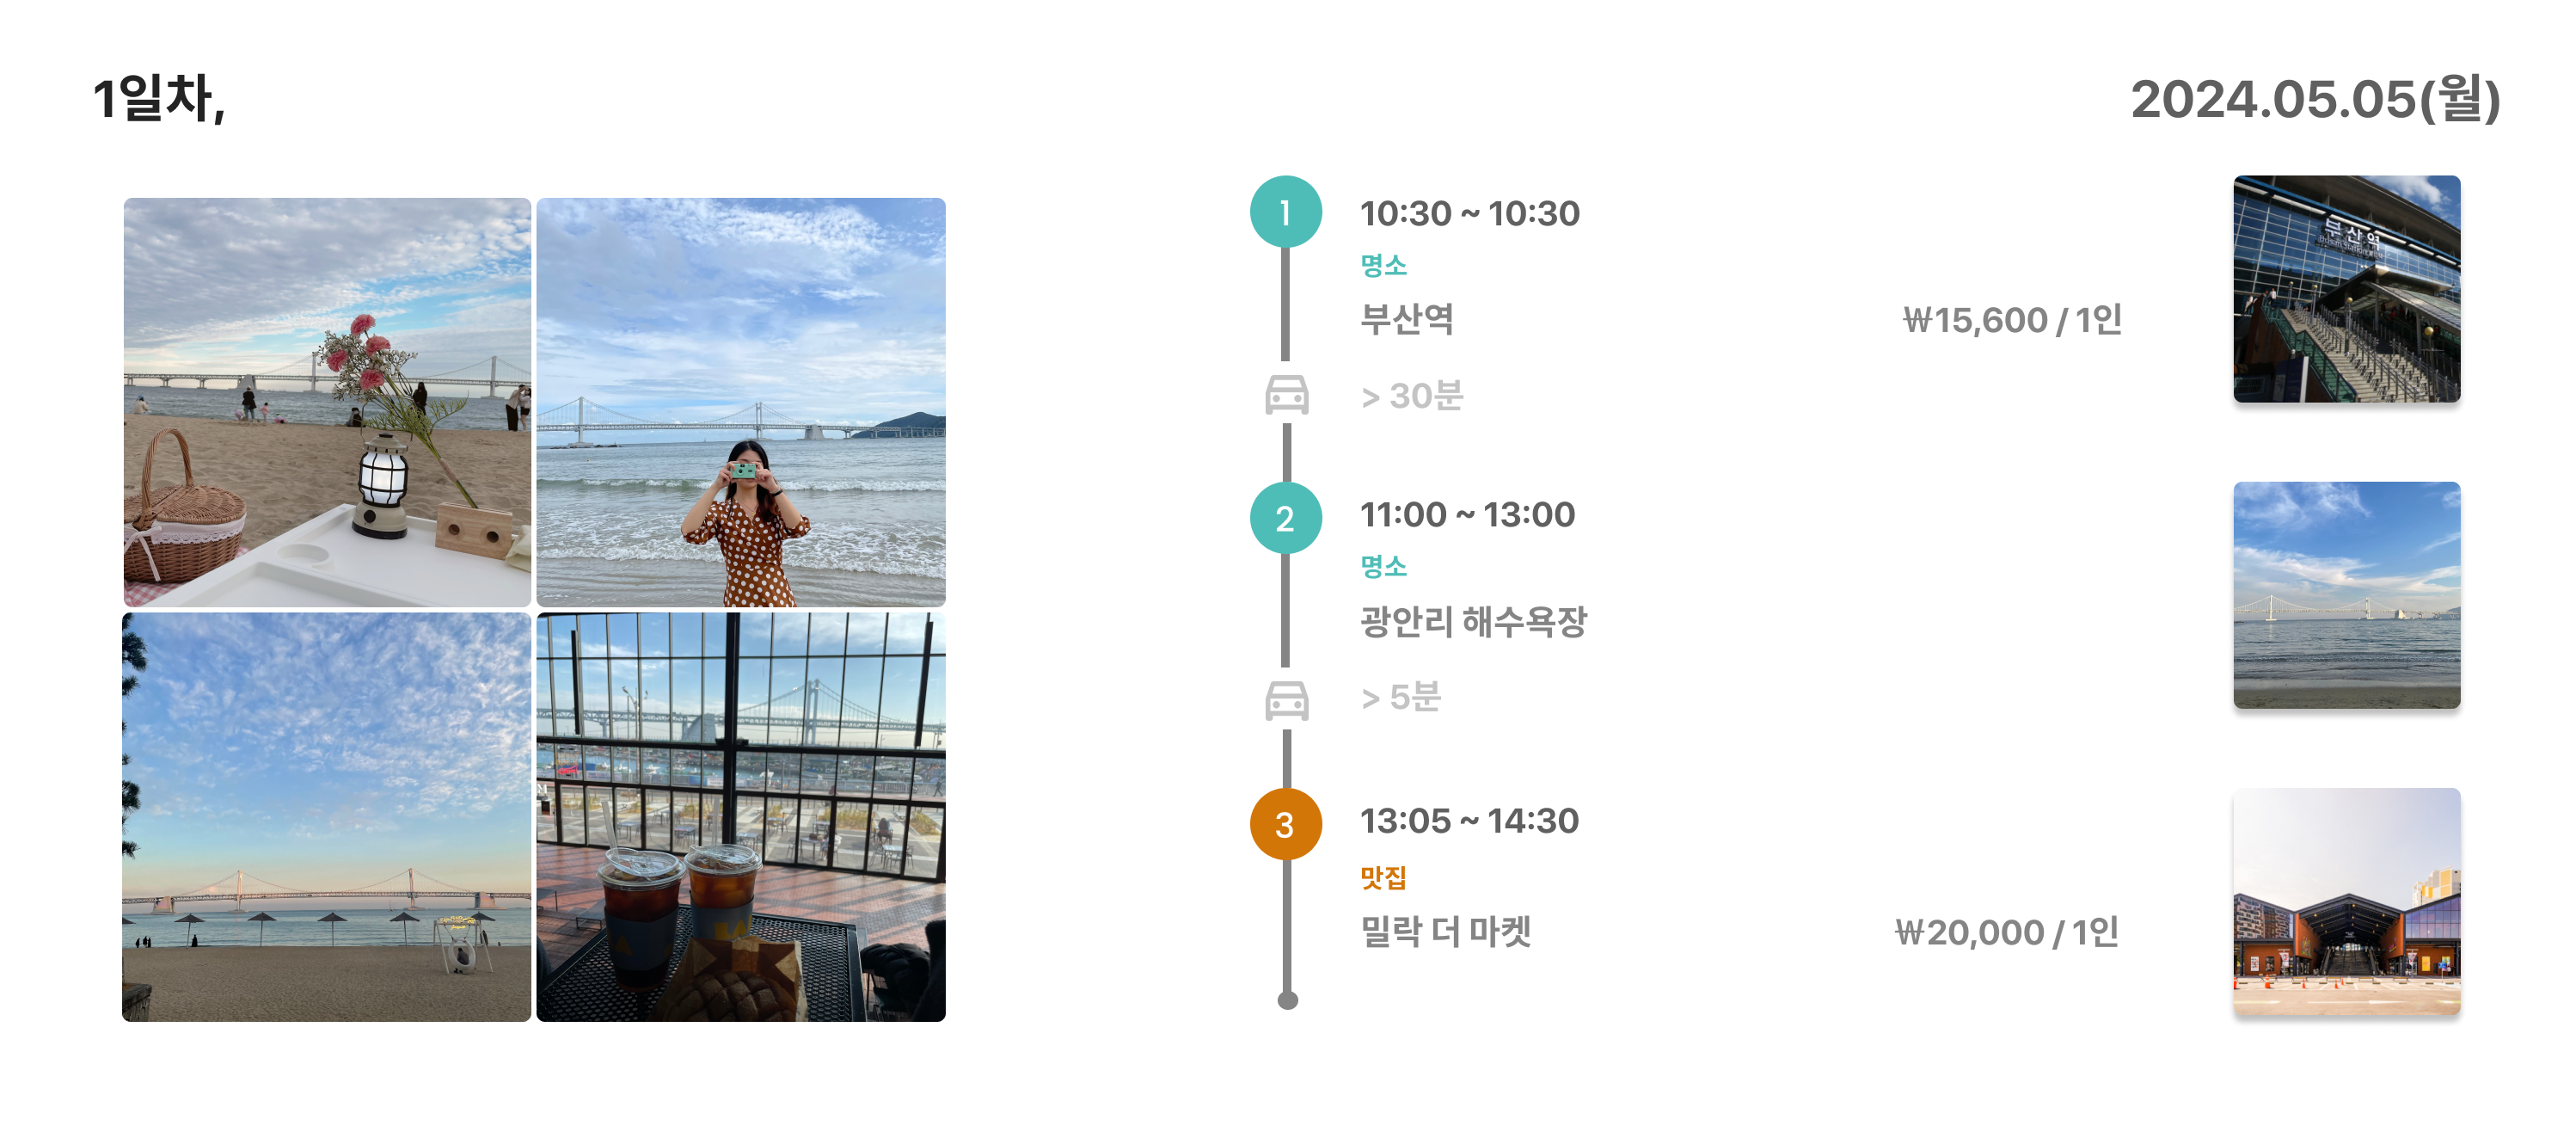 1일차,
2024.05.05(월)
1
10:30 ~ 10:30
명소
부산역
₩15,600 / 1인
부산역
> 30분
2
11:00 ~ 13:00
명소
광안리 해수욕장
> 5분
3
13:05 ~ 14:30
맛집
밀락 더 마켓
₩20,000 / 1인